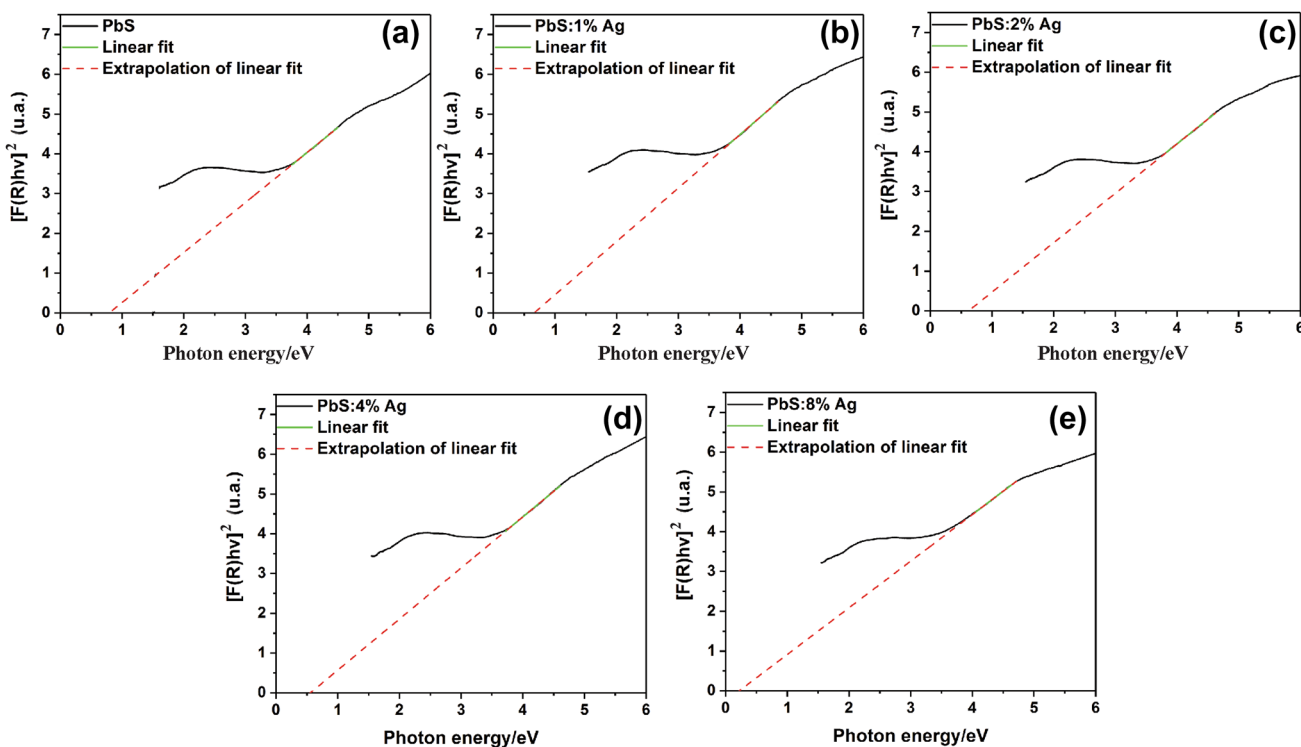 (a)
PbS
Linear fit
Extrapolation of linear fit
[F(R)hv]² (u.a.)
7
6
5
4
3
2
1
0
0 1 2 3 4 5 6
Photon energy/eV
(b)
PbS:1% Ag
Linear fit
Extrapolation of linear fit
[F(R)hv]² (u.a.)
7
6
5
4
3
2
1
0
0 1 2 3 4 5 6
Photon energy/eV
(c)
PbS:2% Ag
Linear fit
Extrapolation of linear fit
[F(R)hv]² (u.a.)
7
6
5
4
3
2
1
0
0 1 2 3 4 5 6
Photon energy/eV
(d)
PbS:4% Ag
Linear fit
Extrapolation of linear fit
[F(R)hv]² (u.a.)
7
6
5
4
3
2
1
0
0 1 2 3 4 5 6
Photon energy/eV
(e)
PbS:8% Ag
Linear fit
Extrapolation of linear fit
[F(R)hv]² (u.a.)
7
6
5
4
3
2
1
0
0 1 2 3 4 5 6
Photon energy/eV